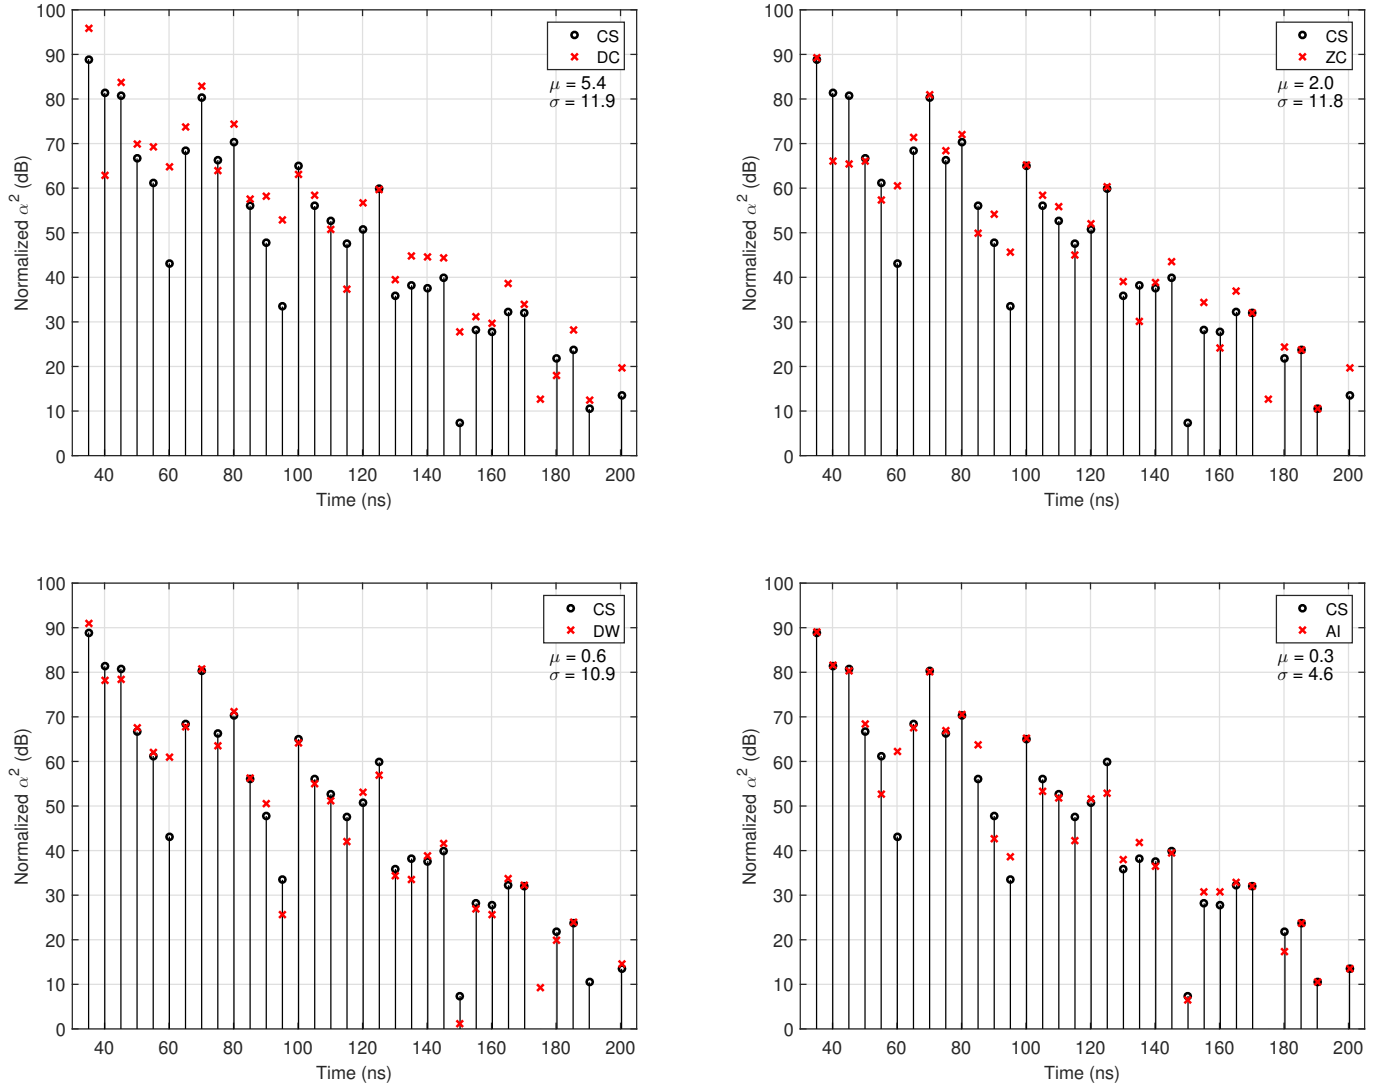 100
90
80
70
60
50
40
30
20
10
0
40 60 80 100 120 140 160 180 200
Normalized α² (dB)
Time (ns)
CS
DC
μ = 5.4
σ = 11.9
100
90
80
70
60
50
40
30
20
10
0
40 60 80 100 120 140 160 180 200
Normalized α² (dB)
Time (ns)
CS
ZC
μ = 2.0
σ = 11.8
100
90
80
70
60
50
40
30
20
10
0
40 60 80 100 120 140 160 180 200
Normalized α² (dB)
Time (ns)
CS
DW
μ = 0.6
σ = 10.9
100
90
80
70
60
50
40
30
20
10
0
40 60 80 100 120 140 160 180 200
Normalized α² (dB)
Time (ns)
CS
AI
μ = 0.3
σ = 4.6